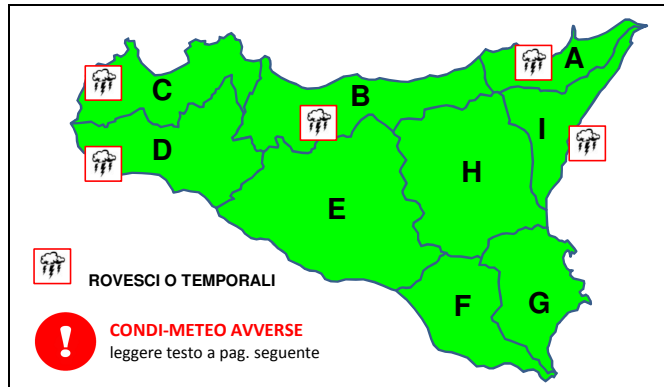 A
C
B
I
D
H
E
ROVESCI O TEMPORALI
F
G
CONDI-METEO AVVERSE
leggere testo a pag. seguente